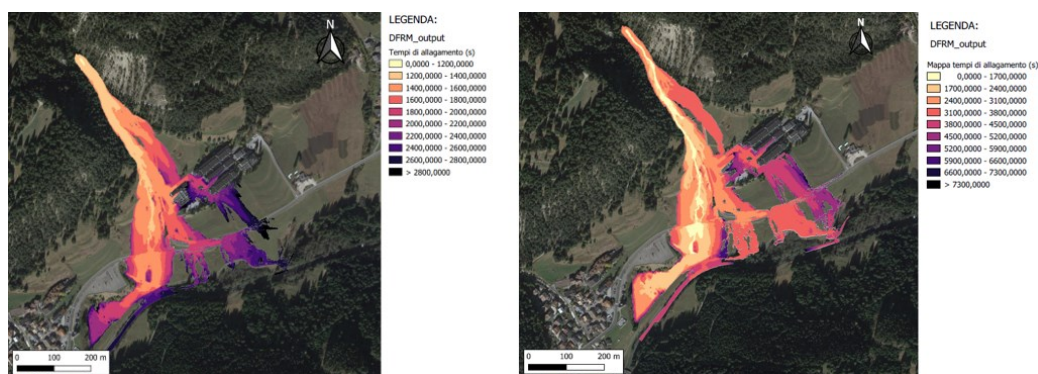 LEGENDA:
DFRM_output
Tempi di allagamento (s)
0,0000 - 1200,0000
1200,0000 - 1400,0000
1400,0000 - 1600,0000
1600,0000 - 1800,0000
1800,0000 - 2000,0000
2000,0000 - 2200,0000
2200,0000 - 2400,0000
2400,0000 - 2600,0000
2600,0000 - 2800,0000
> 2800,0000
N
0 100 200 m
LEGENDA:
DFRM_output
Mappa tempi di allagamento (s)
0,0000 - 1700,0000
1700,0000 - 2400,0000
2400,0000 - 3100,0000
3100,0000 - 3800,0000
3800,0000 - 4500,0000
4500,0000 - 5200,0000
5200,0000 - 5900,0000
5900,0000 - 6600,0000
6600,0000 - 7300,0000
> 7300,0000
N
0 100 200 m